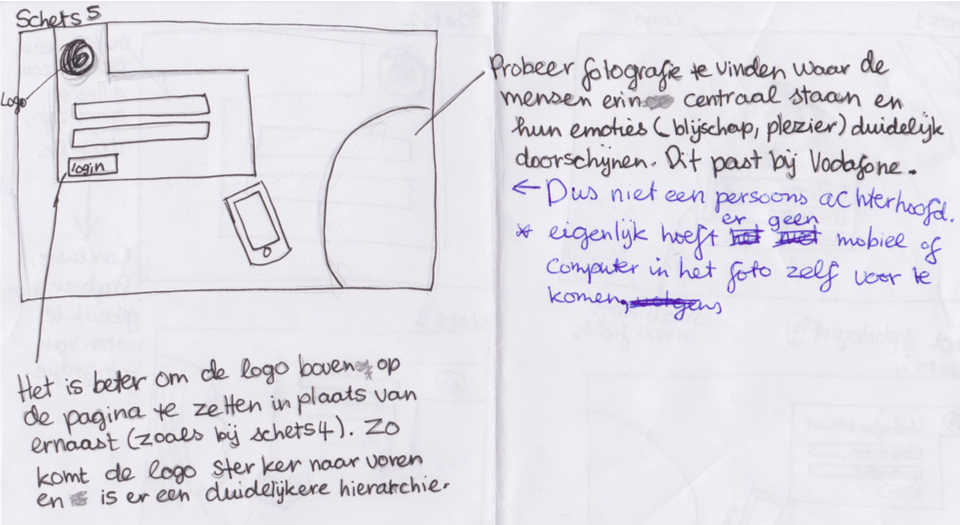 Schets 5
Logo
login
Het is beter om de logo boven op
de pagina te zetten in plaats van
ernaast (zoals bij schets 4). Zo
komt de logo sterker naar voren
en is er een duidelijkere hierarchie.
Probeer fotografie te vinden waar de
mensen erin centraal staan en
hun emoties (blijschap, plezier) duidelijk
doorschijnen. Dit past bij Vodafone.
← Dus niet een persoons achterhoofd.
* eigenlijk hoeft er geen mobiel of
computer in het foto zelf voor te
komen,